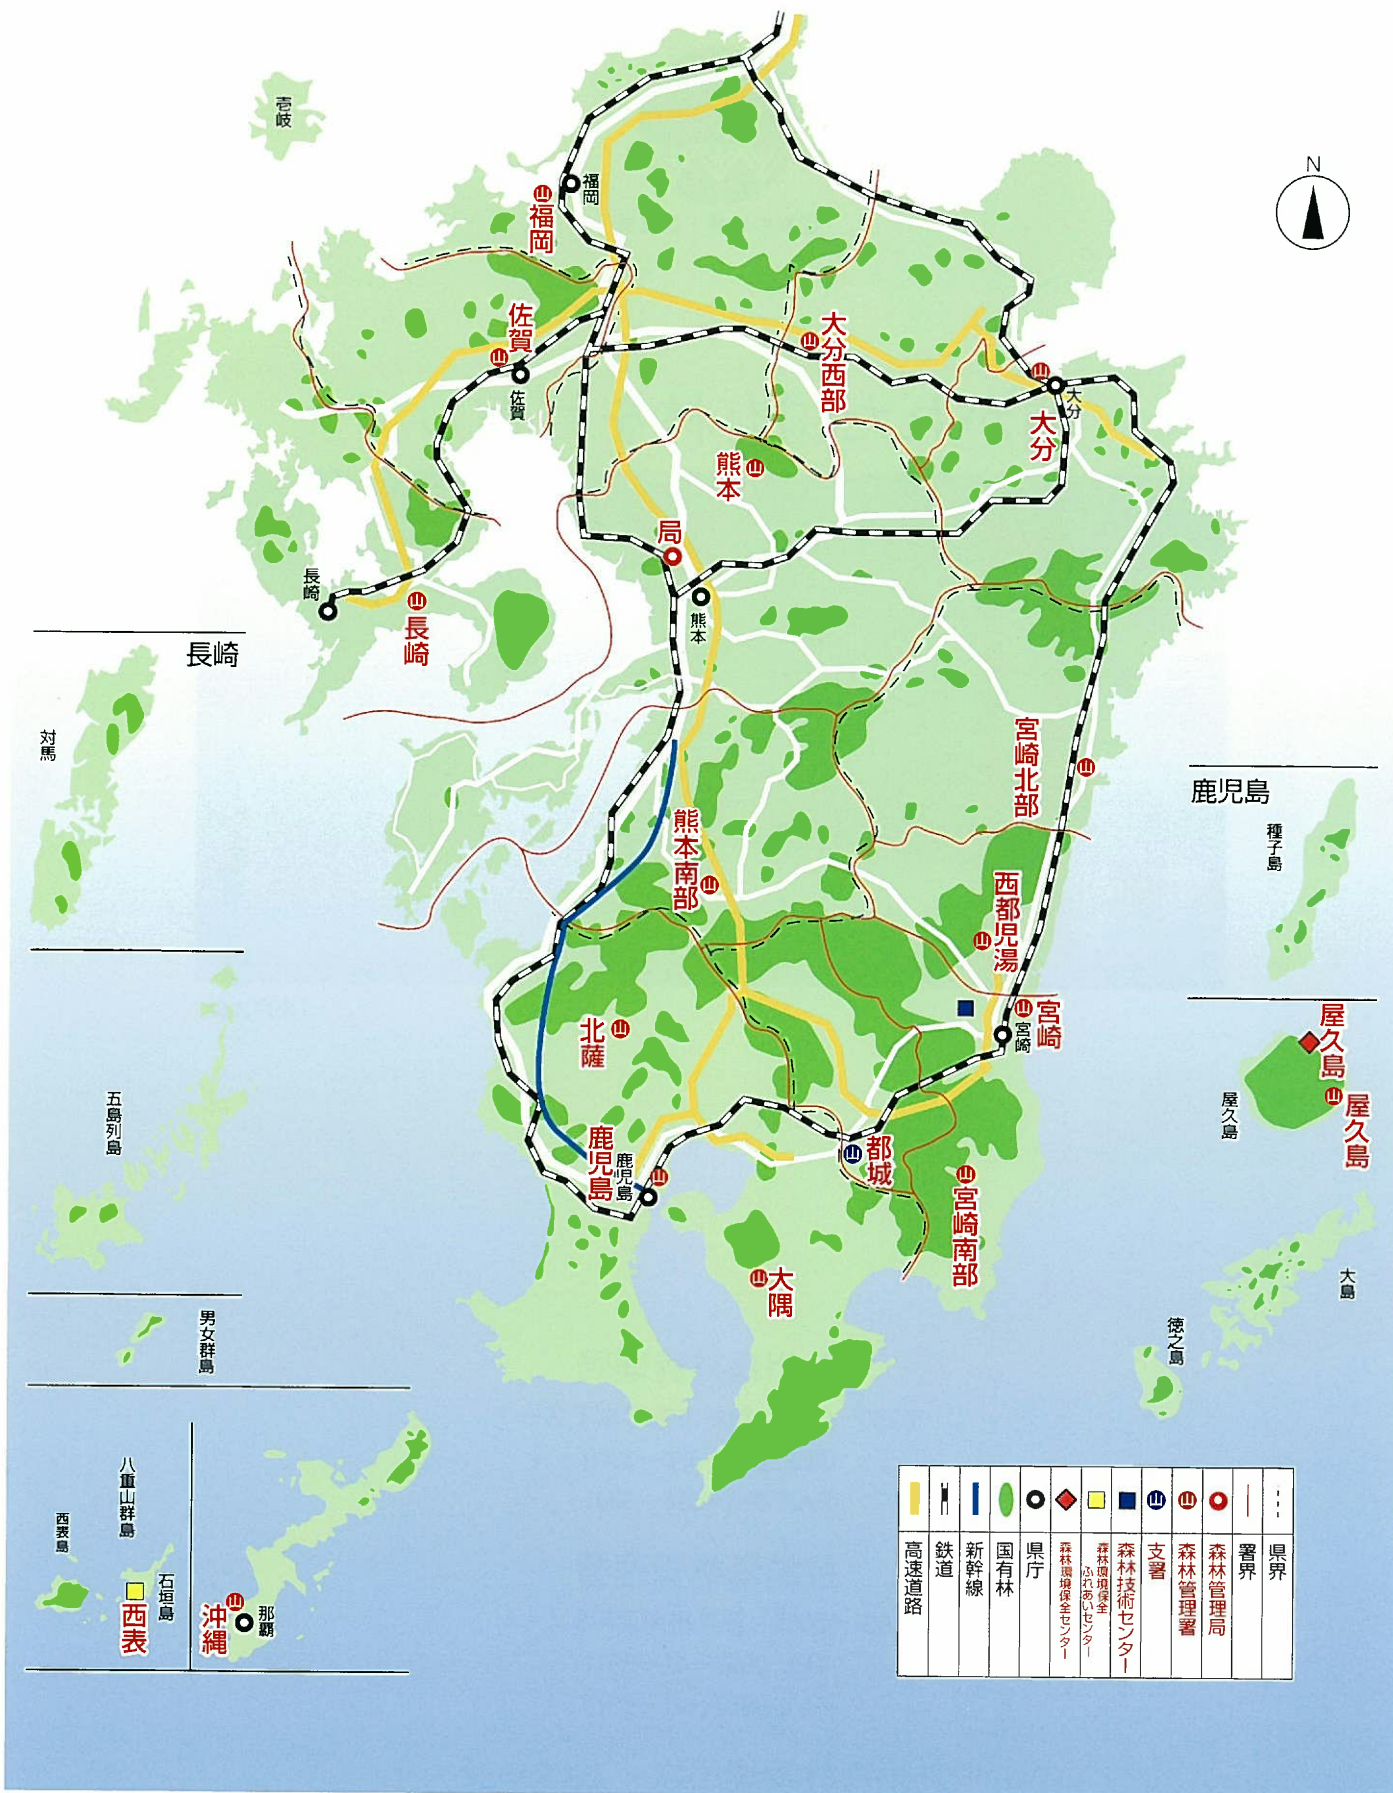 N
壱岐
福岡
福岡
佐賀
佐賀
大分西部
大分
大分
熊本
局
熊本
長崎
長崎
長崎
対馬
五島列島
男女群島
宮崎北部
熊本南部
西都児湯
宮崎
宮崎
北薩
鹿児島
鹿児島
都城
宮崎南部
大隅
鹿児島
種子島
屋久島
屋久島
屋久島
大島
徳之島
八重山群島
西表島
石垣島
西表
沖縄
那覇
山
県界
署界
森林管理局
森林管理署
支署
森林技術センター
森林環境保全
ふれあいセンター
森林環境保全センター
県庁
国有林
新幹線
鉄道
高速道路